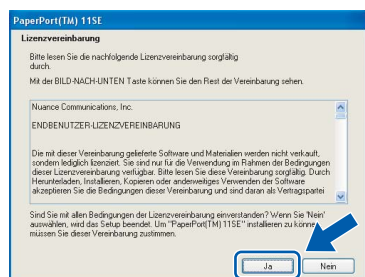 PaperPort(TM) 11SE
Lizenzvereinbarung
Bitte lesen Sie die nachfolgende Lizenzvereinbarung sorgfältig
durch.
Mit der BILD-NACH-UNTEN Taste können Sie den Rest der Vereinbarung sehen.
Nuance Communications, Inc.
ENDBENUTZER-LIZENZVEREINBARUNG
Die mit dieser Vereinbarung gelieferte Software und Materialien werden nicht verkauft,
sondern lediglich lizenziert. Sie sind nur für die Verwendung im Rahmen der Bedingungen
dieser Lizenzvereinbarung verfügbar. Bitte lesen Sie diese Vereinbarung sorgfältig. Durch
Herunterladen, Installieren, Kopieren oder anderweitiges Verwenden der Software
akzeptieren Sie die Bedingungen dieser Vereinbarung und sind daran als Vertragspartei
Sind Sie mit allen Bedingungen der Lizenzvereinbarung einverstanden? Wenn Sie 'Nein'
auswählen, wird das Setup beendet. Um "PaperPort(TM) 11SE" installieren zu könne
müssen Sie dieser Vereinbarung zustimmen.
Ja
Nein